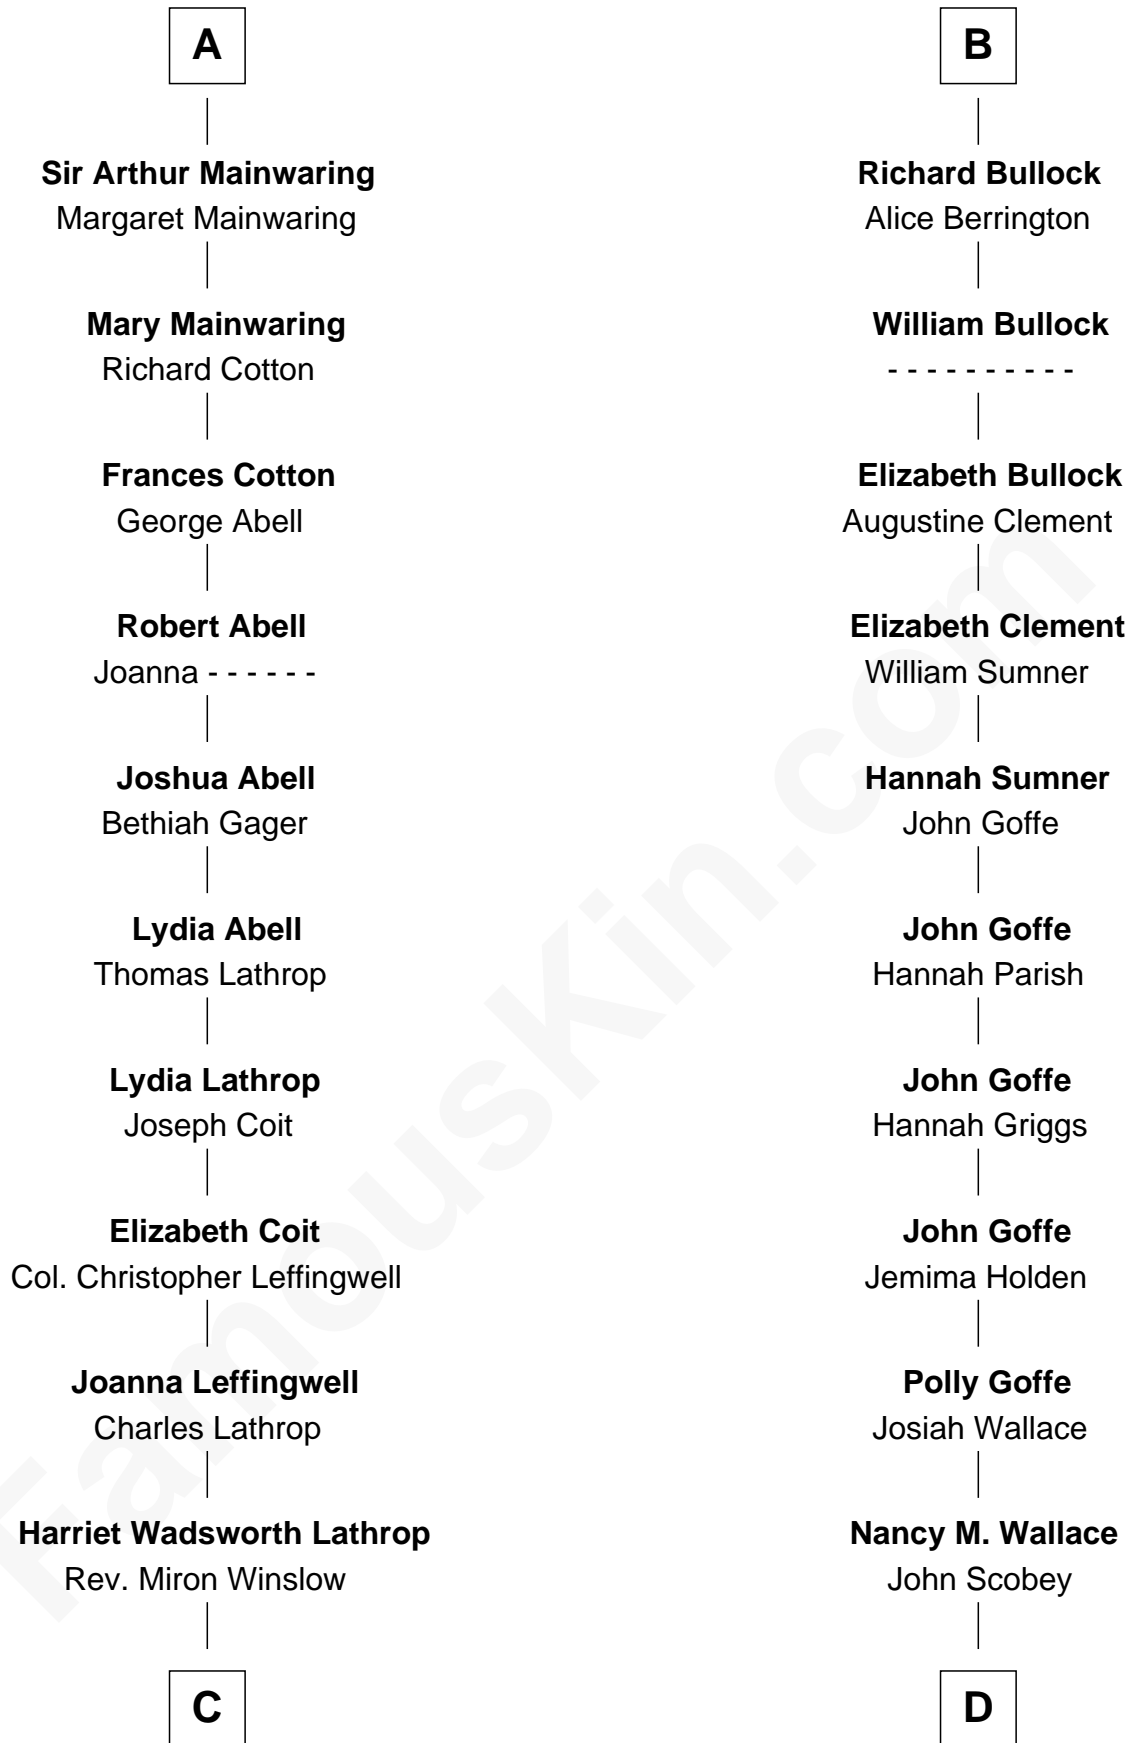 A
Sir Arthur Mainwaring
Margaret Mainwaring
Mary Mainwaring
Richard Cotton
Frances Cotton
George Abell
Robert Abell
Joanna - - - - - -
Joshua Abell
Bethiah Gager
Lydia Abell
Thomas Lathrop
Lydia Lathrop
Joseph Coit
Elizabeth Coit
Col. Christopher Leffingwell
Joanna Leffingwell
Charles Lathrop
Harriet Wadsworth Lathrop
Rev. Miron Winslow
C
B
Richard Bullock
Alice Berrington
William Bullock
- - - - - - - - - -
Elizabeth Bullock
Augustine Clement
Elizabeth Clement
William Sumner
Hannah Sumner
John Goffe
John Goffe
Hannah Parish
John Goffe
Hannah Griggs
John Goffe
Jemima Holden
Polly Goffe
Josiah Wallace
Nancy M. Wallace
John Scobey
D
FamousKin.com